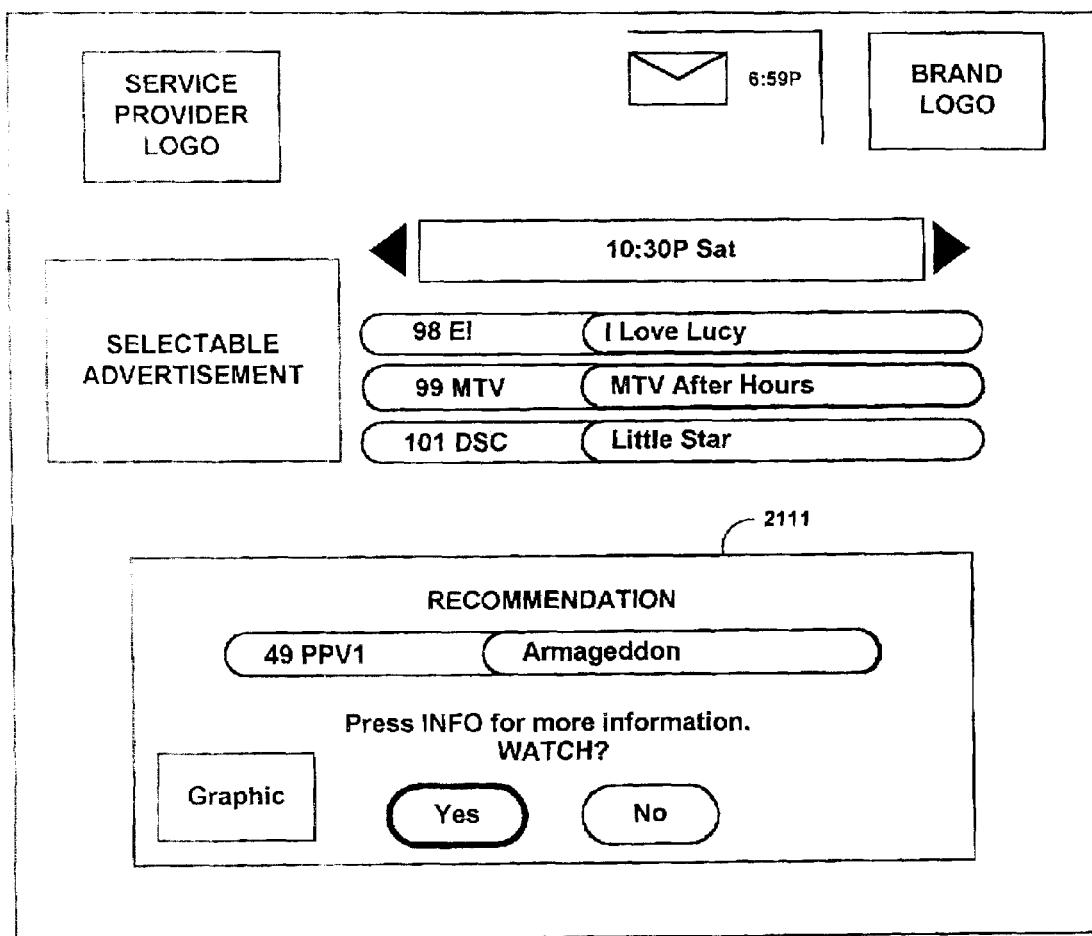 SERVICE
PROVIDER
LOGO
6:59P
BRAND
LOGO
10:30P Sat
SELECTABLE
ADVERTISEMENT
98 E!
I Love Lucy
99 MTV
MTV After Hours
101 DSC
Little Star
2111
RECOMMENDATION
49 PPV1
Armageddon
Press INFO for more information.
WATCH?
Graphic
Yes
No